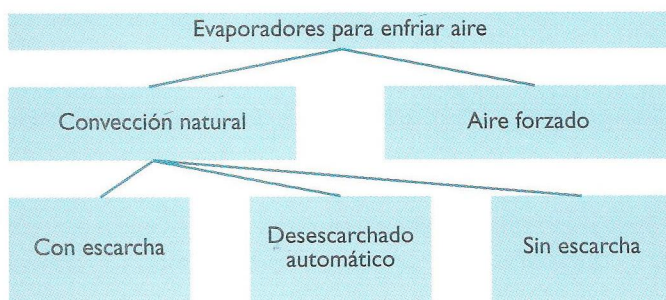 Evaporadores para enfriar aire
Convección natural
Aire forzado
Con escarcha
Desescarchado
automático
Sin escarcha